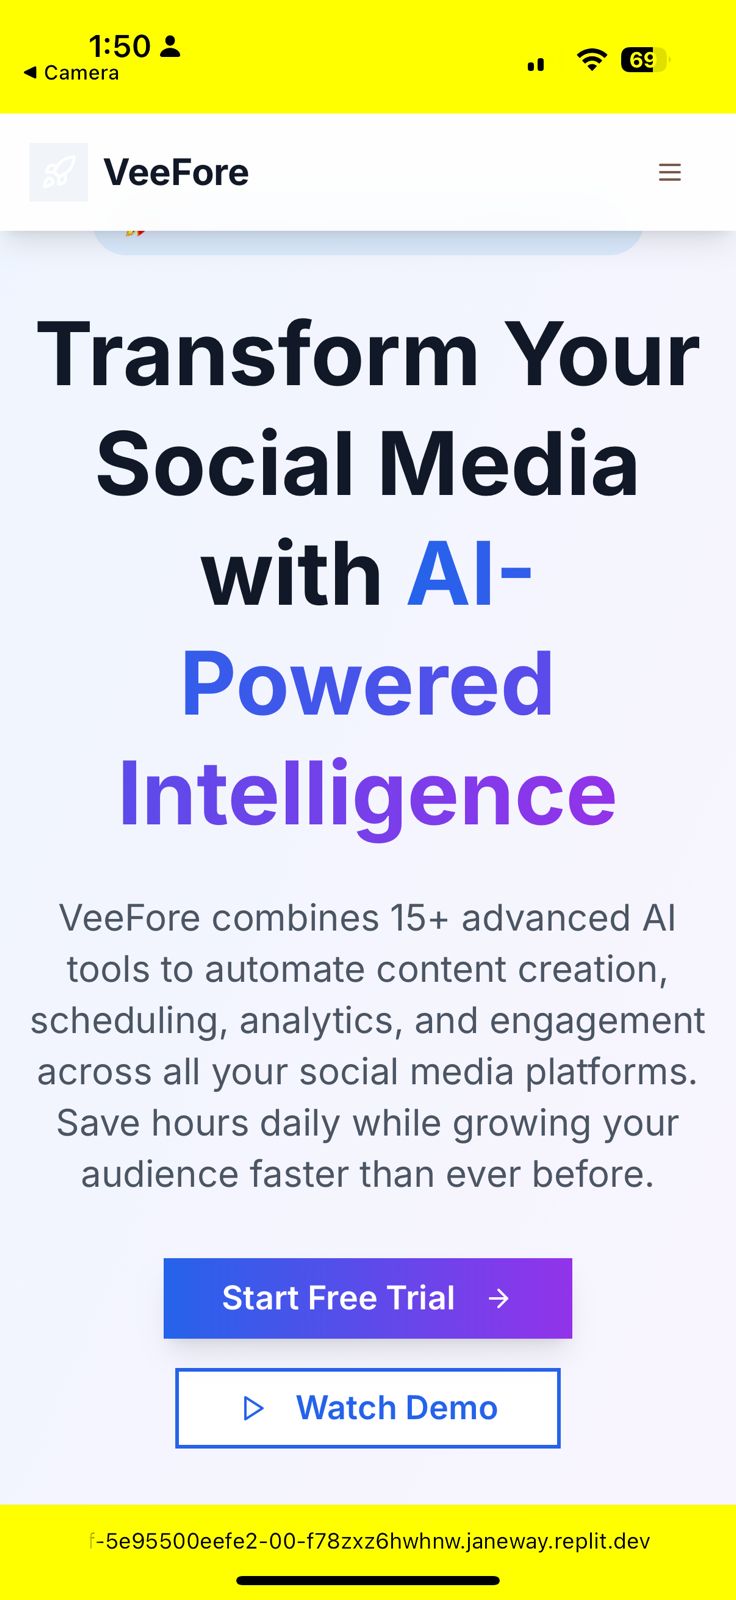 1:50
◀ Camera
69
VeeFore
Transform Your
Social Media
with AI-
Powered
Intelligence
VeeFore combines 15+ advanced AI
tools to automate content creation,
scheduling, analytics, and engagement
across all your social media platforms.
Save hours daily while growing your
audience faster than ever before.
Start Free Trial →
Watch Demo
f-5e95500eefe2-00-f78zxz6hwhnw.janeway.replit.dev